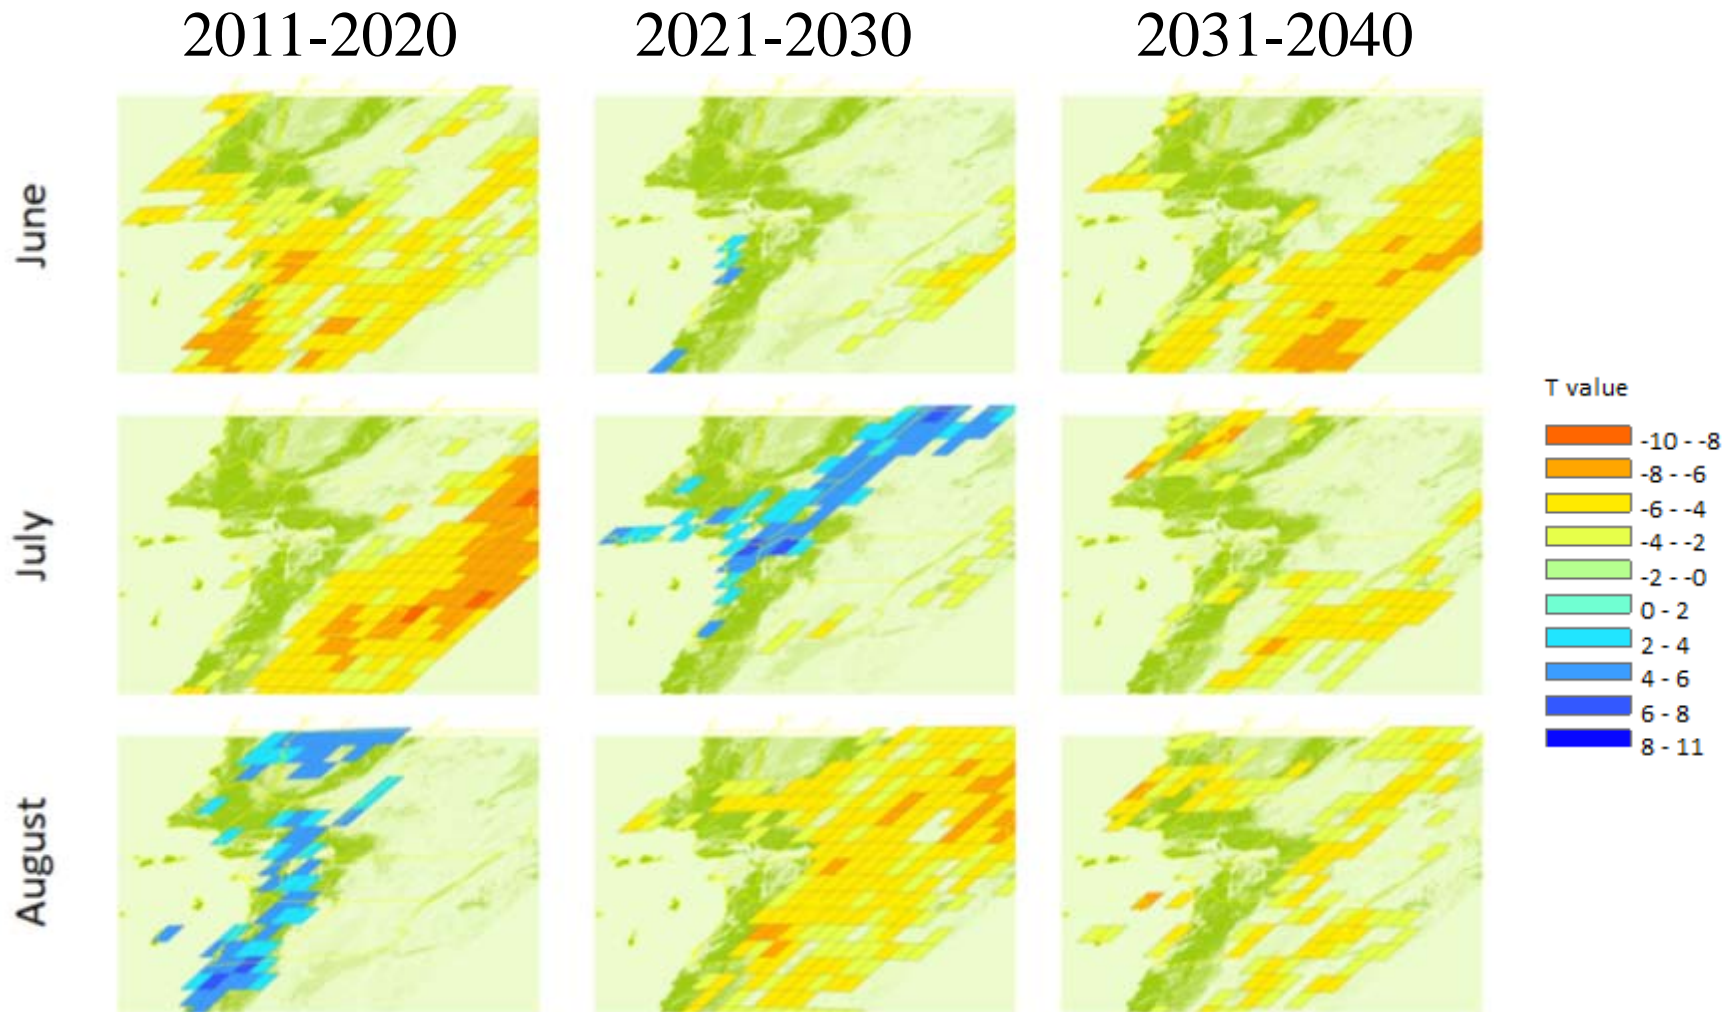 2011-2020 2021-2030 2031-2040
June
July
August
T value
-10 - -8
-8 - -6
-6 - -4
-4 - -2
-2 - -0
0 - 2
2 - 4
4 - 6
6 - 8
8 - 11